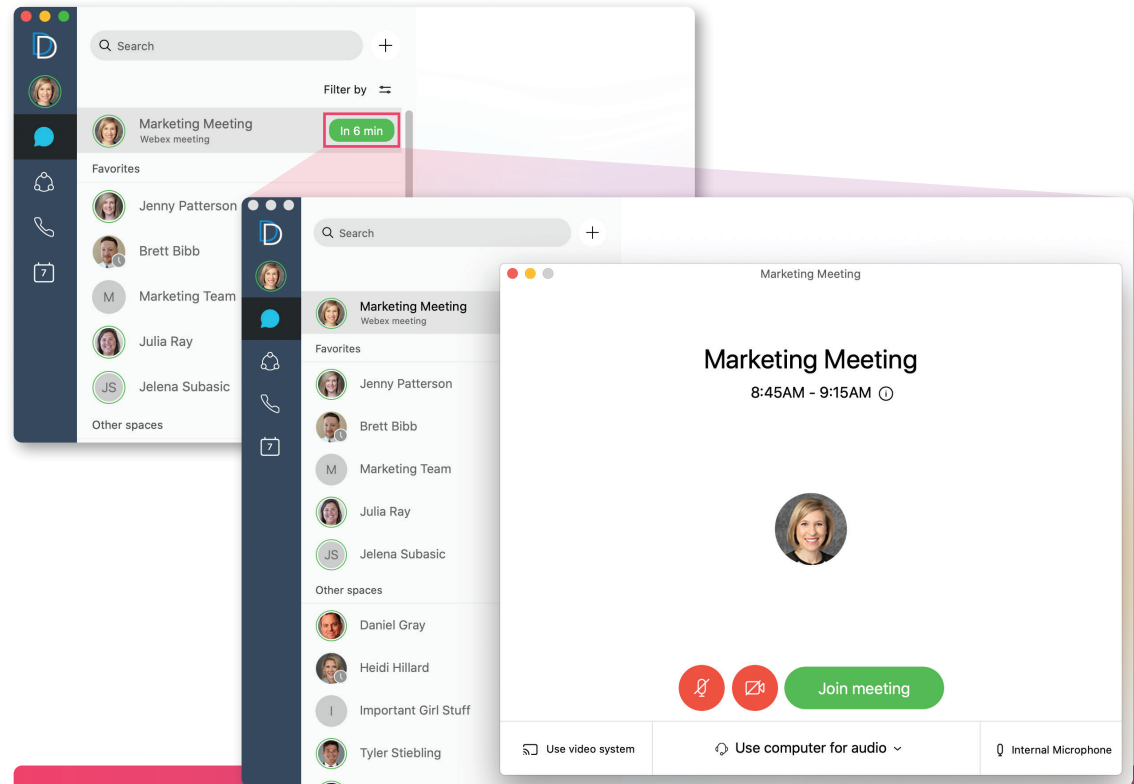 Search
Filter by
Marketing Meeting
Webex meeting
In 6 min
Favorites
Jenny Patterson
Brett Bibb
M
Marketing Team
Julia Ray
JS
Jelena Subasic
Other spaces
7
Search
Marketing Meeting
Webex meeting
Favorites
Jenny Patterson
Brett Bibb
M
Marketing Team
Julia Ray
JS
Jelena Subasic
Other spaces
Daniel Gray
Heidi Hillard
I
Important Girl Stuff
Tyler Stiebling
7
Marketing Meeting
Marketing Meeting
8:45AM - 9:15AM
Join meeting
Use video system
Use computer for audio
Internal Microphone